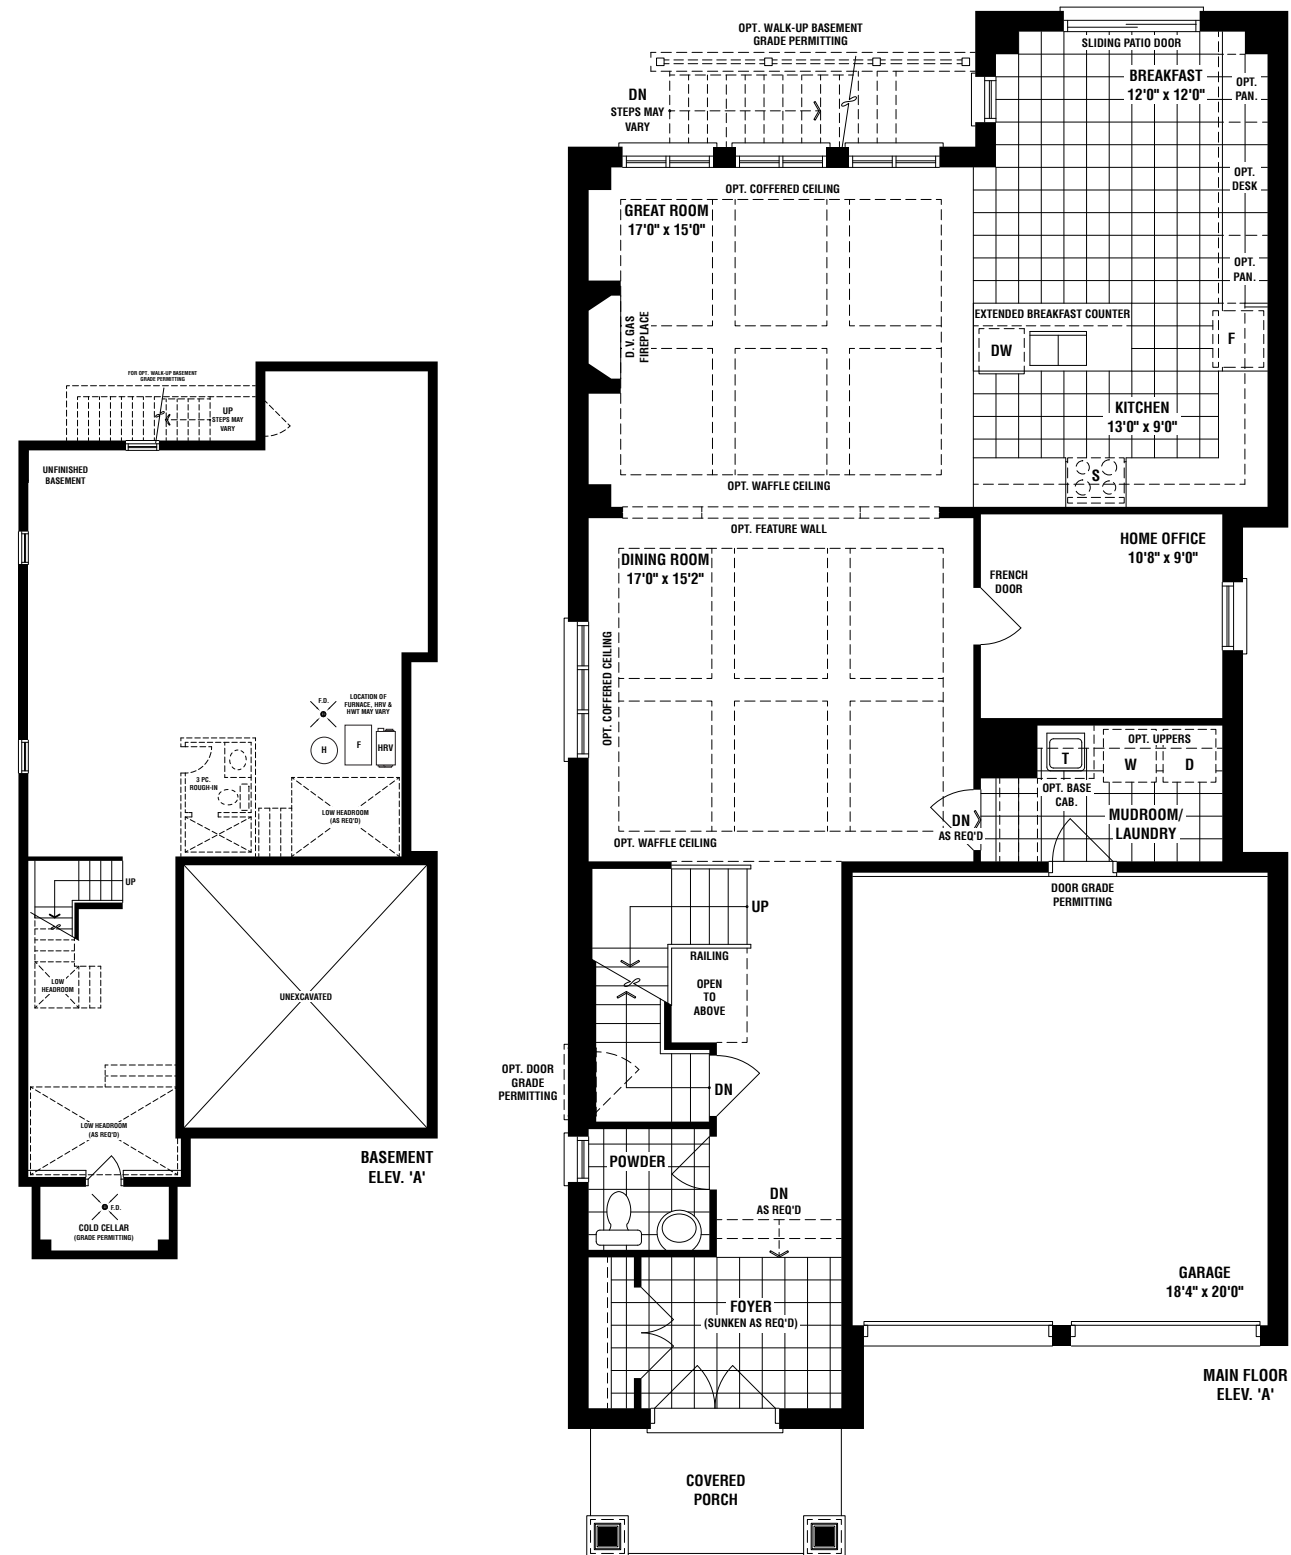 FOR OPT. WALK-UP BASEMENT
GRADE PERMITTING
UP
STEPS MAY
VARY
UNFINISHED
BASEMENT
F.D.
LOCATION OF
FURNACE, HRV &
HWT MAY VARY
H
F
HRV
3 PC.
ROUGH-IN
LOW HEADROOM
(AS REQ'D)
UP
LOW
HEADROOM
UNEXCAVATED
LOW HEADROOM
(AS REQ'D)
F.D.
COLD CELLAR
(GRADE PERMITTING)
BASEMENT
ELEV. 'A'
OPT. WALK-UP BASEMENT
GRADE PERMITTING
DN
STEPS MAY
VARY
SLIDING PATIO DOOR
BREAKFAST
12'0" x 12'0"
OPT.
PAN.
OPT.
DESK
OPT.
PAN.
OPT. COFFERED CEILING
GREAT ROOM
17'0" x 15'0"
D.V. GAS
FIREPLACE
EXTENDED BREAKFAST COUNTER
DW
F
KITCHEN
13'0" x 9'0"
S
OPT. WAFFLE CEILING
OPT. FEATURE WALL
DINING ROOM
17'0" x 15'2"
OPT. COFFERED CEILING
FRENCH
DOOR
HOME OFFICE
10'8" x 9'0"
OPT. UPPERS
T
W
D
OPT. BASE
CAB.
MUDROOM/
LAUNDRY
DN
AS REQ'D
OPT. WAFFLE CEILING
DOOR GRADE
PERMITTING
UP
RAILING
OPEN
TO
ABOVE
OPT. DOOR
GRADE
PERMITTING
DN
POWDER
DN
AS REQ'D
FOYER
(SUNKEN AS REQ'D)
GARAGE
18'4" x 20'0"
MAIN FLOOR
ELEV. 'A'
COVERED
PORCH